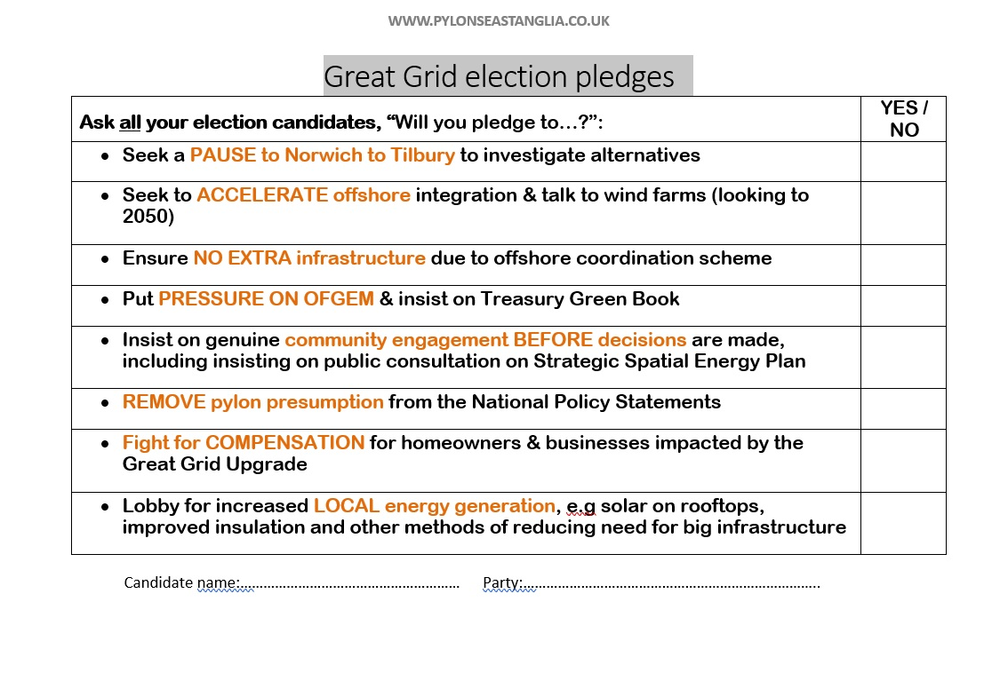 WWW.PYLONSEASTANGLIA.CO.UK
Great Grid election pledges
Ask all your election candidates, “Will you pledge to…?”:
YES /
NO
• Seek a PAUSE to Norwich to Tilbury to investigate alternatives
• Seek to ACCELERATE offshore integration & talk to wind farms (looking to
2050)
• Ensure NO EXTRA infrastructure due to offshore coordination scheme
• Put PRESSURE ON OFGEM & insist on Treasury Green Book
• Insist on genuine community engagement BEFORE decisions are made,
including insisting on public consultation on Strategic Spatial Energy Plan
• REMOVE pylon presumption from the National Policy Statements
• Fight for COMPENSATION for homeowners & businesses impacted by the
Great Grid Upgrade
• Lobby for increased LOCAL energy generation, e.g solar on rooftops,
improved insulation and other methods of reducing need for big infrastructure
Candidate name:…………………………………………… Party:…………………………………………………………..